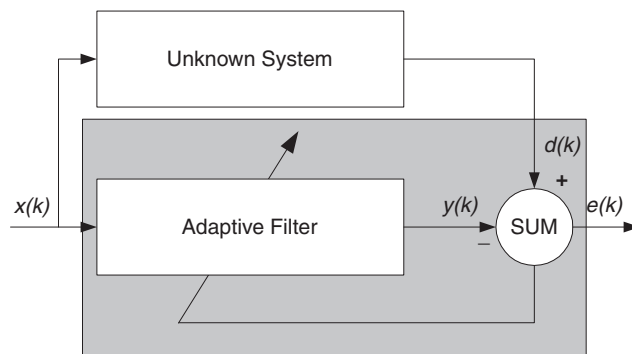 Unknown System
d(k)
+
x(k)
Adaptive Filter
y(k)
–
SUM
e(k)